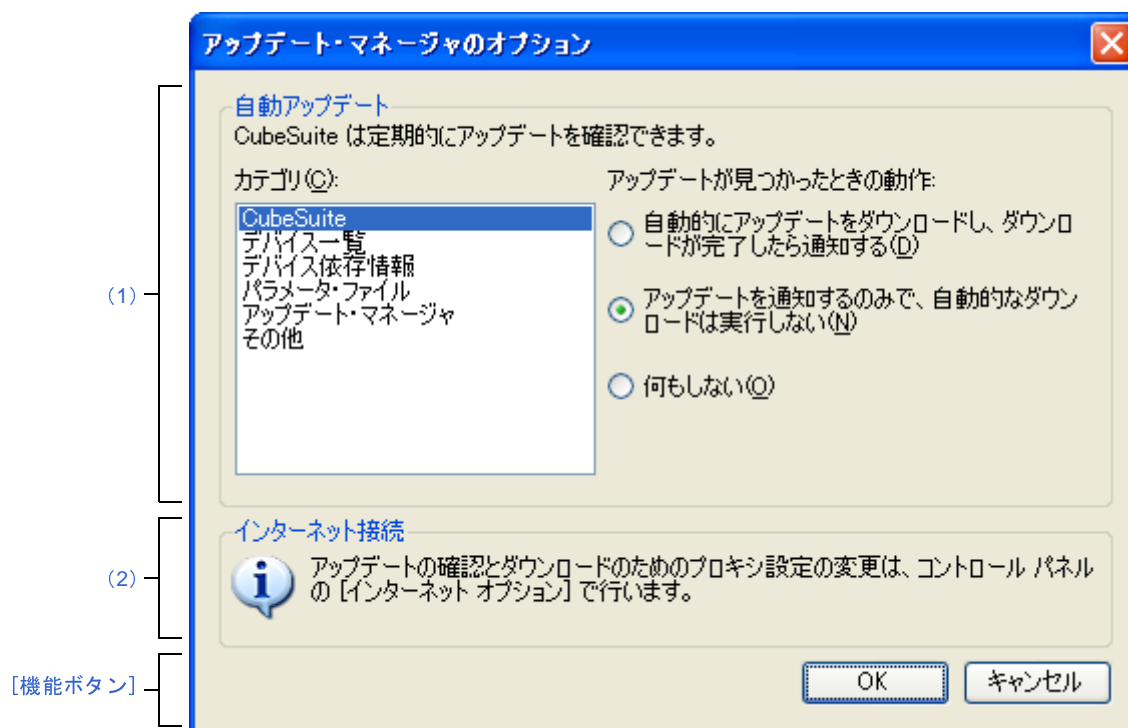 アップデート・マネージャのオプション
(1)
自動アップデート
CubeSuite は定期的にアップデートを確認できます。
カテゴリ(C):
CubeSuite
デバイス一覧
デバイス依存情報
パラメータ・ファイル
アップデート・マネージャ
その他
アップデートが見つかったときの動作:
自動的にアップデートをダウンロードし、ダウンロ
ードが完了したら通知する(D)
アップデートを通知するのみで、自動的なダウン
ロードは実行しない(N)
何もしない(O)
(2)
インターネット接続
アップデートの確認とダウンロードのためのプロキシ設定の変更は、コントロール パネル
の [インターネット オプション] で行います。
[機能ボタン]
OK
キャンセル